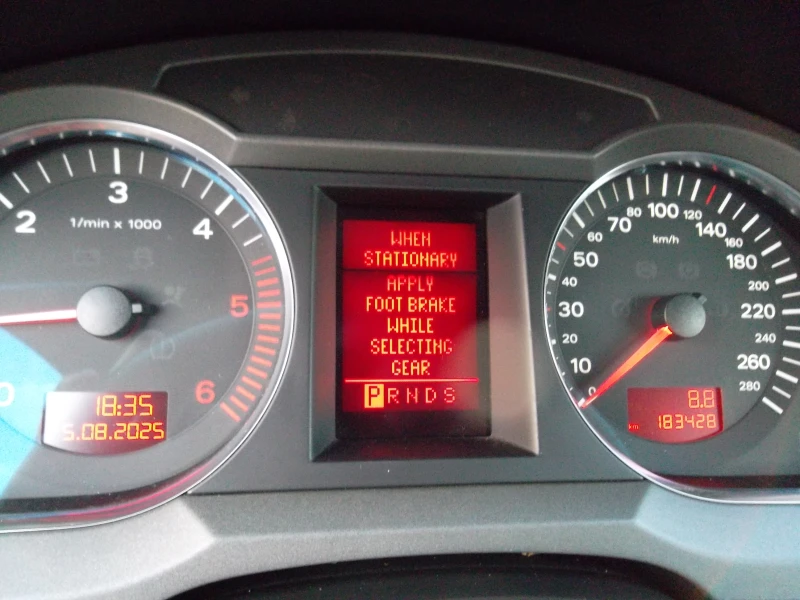 2
3
4
5
6
0
1/min x 1000
18:35
5.08.2025
WHEN
STATIONARY
APPLY
FOOT BRAKE
WHILE
SELECTING
GEAR
P R N D S
0
10
30
50
60
70
80
100
120
140
160
180
200
220
240
260
280
km/h
8.8
km 183428